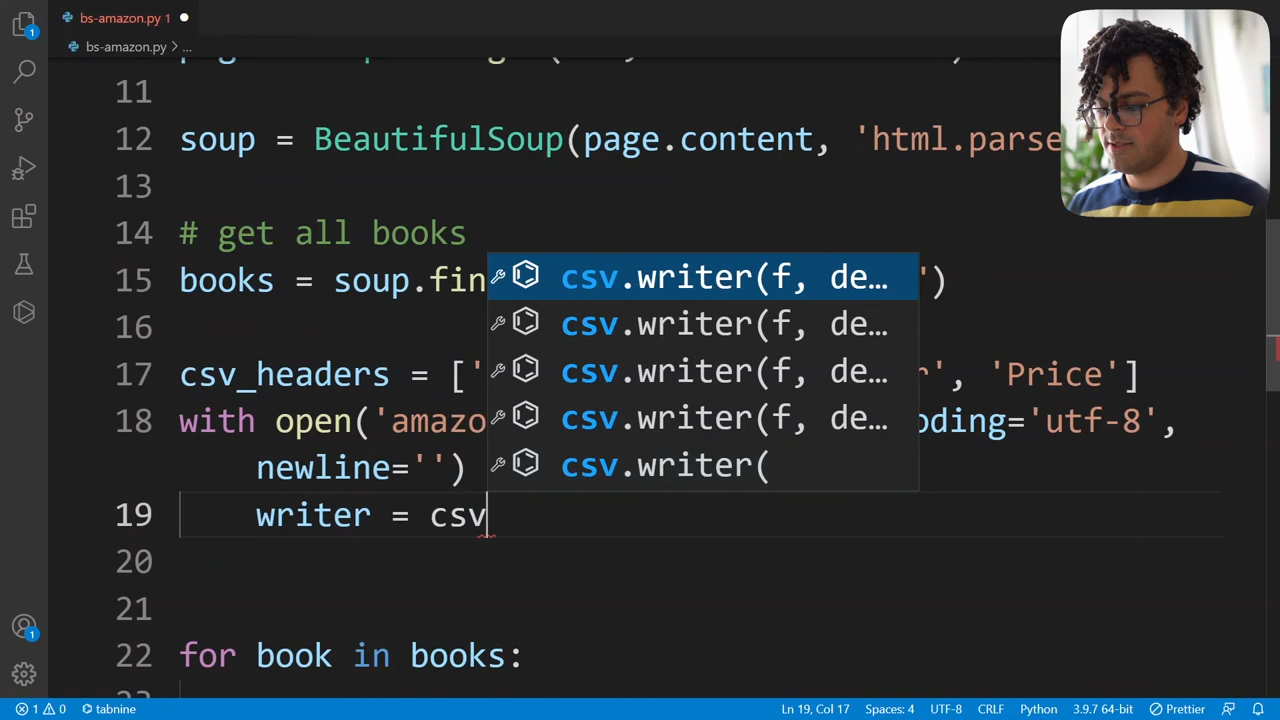 bs-amazon.py 1
bs-amazon.py > ...
11
12 soup = BeautifulSoup(page.content, 'html.parse
13
14 # get all books
15 books = soup.fin ')
csv.writer(f, de...
csv.writer(f, de...
csv.writer(f, de...
csv.writer(f, de...
csv.writer(
16
17 csv_headers = [' r', 'Price']
18 with open('amazo oding='utf-8',
newline='')
19 writer = csv
20
21
22 for book in books:
1
1
1 0 tabnine Ln 19, Col 17 Spaces: 4 UTF-8 CRLF Python 3.9.7 64-bit Prettier